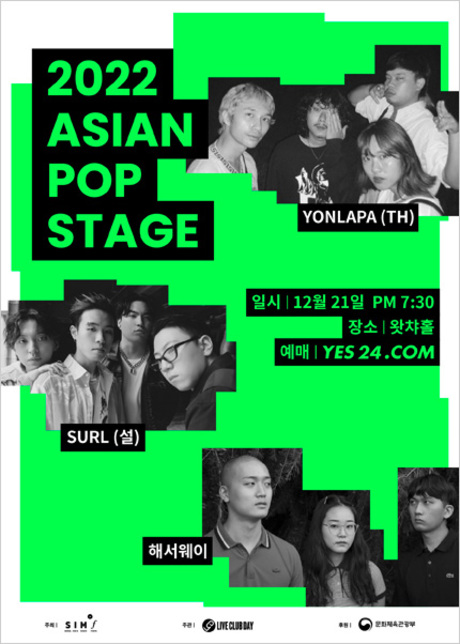 2022
ASIAN
POP
STAGE
YONLAPA (TH)
일시 | 12월 21일 PM 7:30
장소 | 왓챠홀
예매 | YES 24 .COM
SURL (설)
해서웨이
주최 | SIMF
주관 | LIVE CLUB DAY
후원 | 문화체육관광부